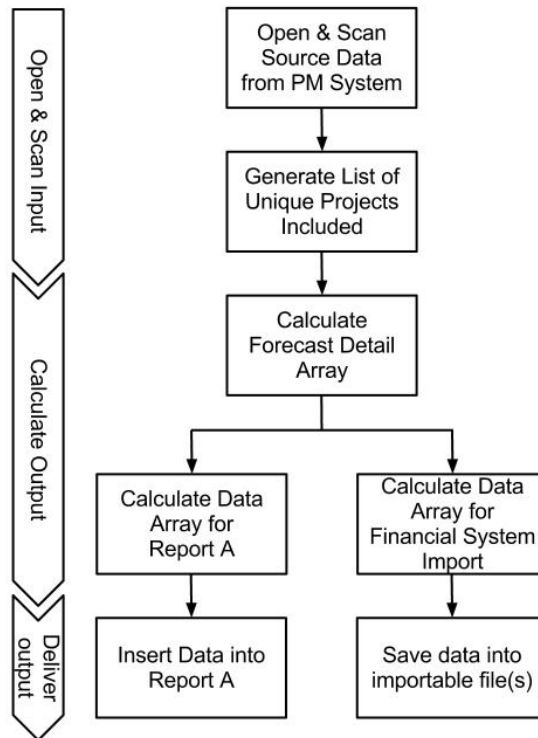 Open & Scan Input
Open & Scan
Source Data
from PM System
Generate List of
Unique Projects
Included
Calculate Output
Calculate
Forecast Detail
Array
Calculate Data
Array for
Report A
Calculate Data
Array for
Financial System
Import
Deliver
output
Insert Data into
Report A
Save data into
importable file(s)